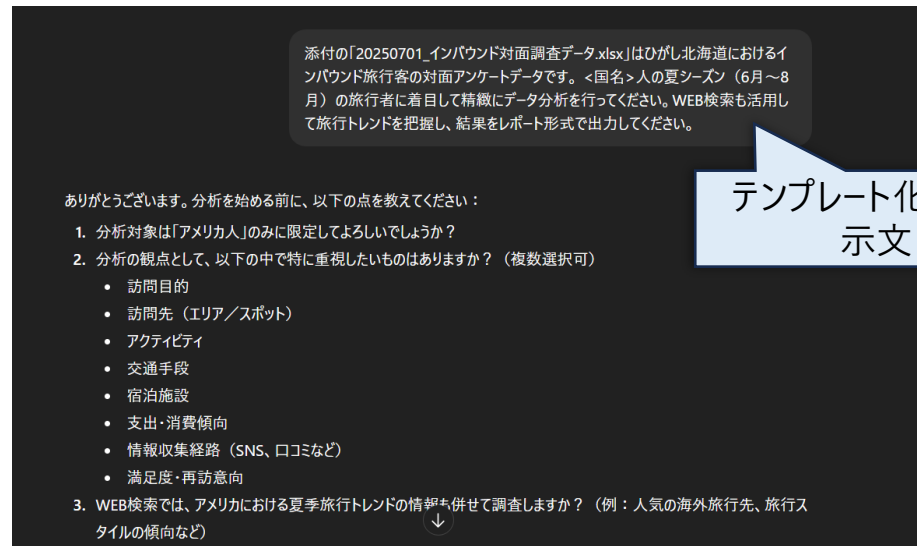 添付の「20250701_インバウンド対面調査データ.xlsx」はひがし北海道におけるイ
ンバウンド旅行客の対面アンケートデータです。<国名>人の夏シーズン（6月～8
月）の旅行者に着目して精緻にデータ分析を行ってください。WEB検索も活用し
て旅行トレンドを把握し、結果をレポート形式で出力してください。
テンプレート化
示文
ありがとうございます。分析を始める前に、以下の点を教えてください：
1. 分析対象は「アメリカ人」のみに限定してよろしいでしょうか？
2. 分析の観点として、以下の中で特に重視したいものはありますか？（複数選択可）
• 訪問目的
• 訪問先（エリア／スポット）
• アクティビティ
• 交通手段
• 宿泊施設
• 支出・消費傾向
• 情報収集経路（SNS、口コミなど）
• 満足度・再訪意向
3. WEB検索では、アメリカにおける夏季旅行トレンドの情報も併せて調査しますか？（例：人気の海外旅行先、旅行ス
タイルの傾向など）